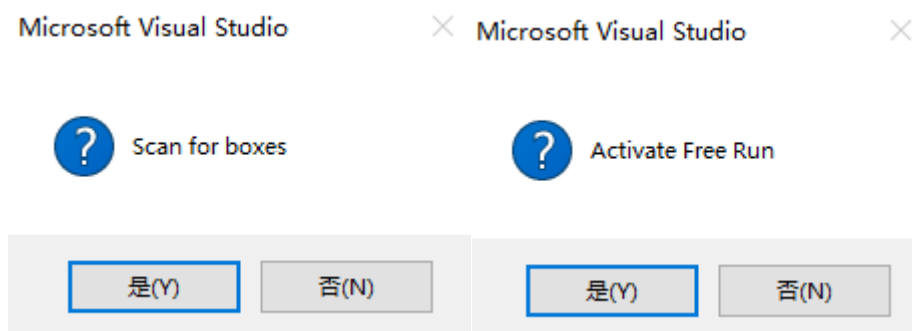 Microsoft Visual Studio
?
Scan for boxes
是(Y)
否(N)
Microsoft Visual Studio
?
Activate Free Run
是(Y)
否(N)